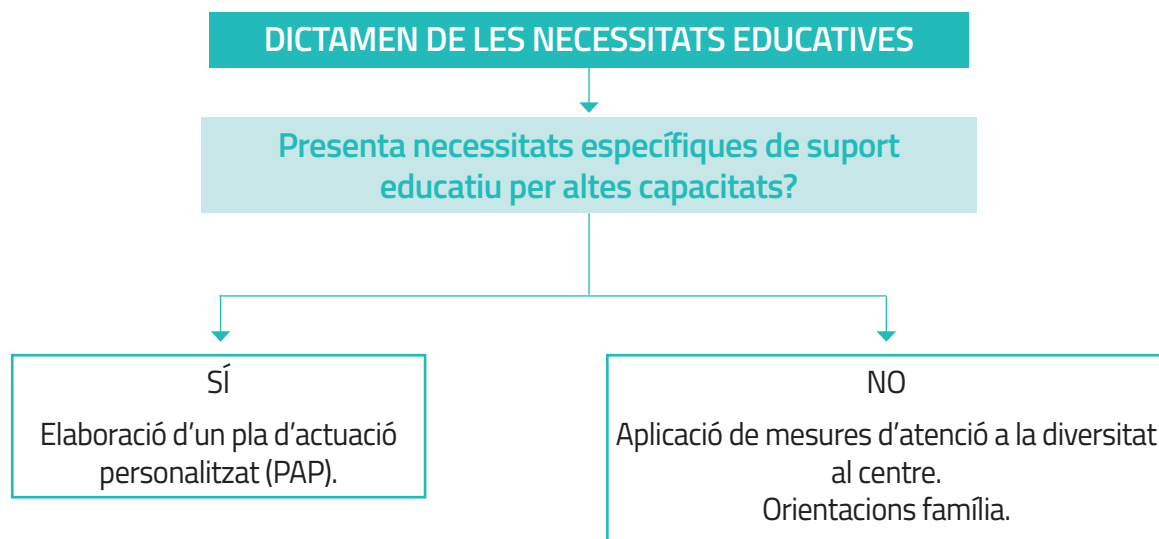 DICTAMEN DE LES NECESSITATS EDUCATIVES
Presenta necessitats específiques de suport
educatiu per altes capacitats?
SÍ
Elaboració d’un pla d’actuació
personalitzat (PAP).
NO
Aplicació de mesures d’atenció a la diversitat
al centre.
Orientacions família.